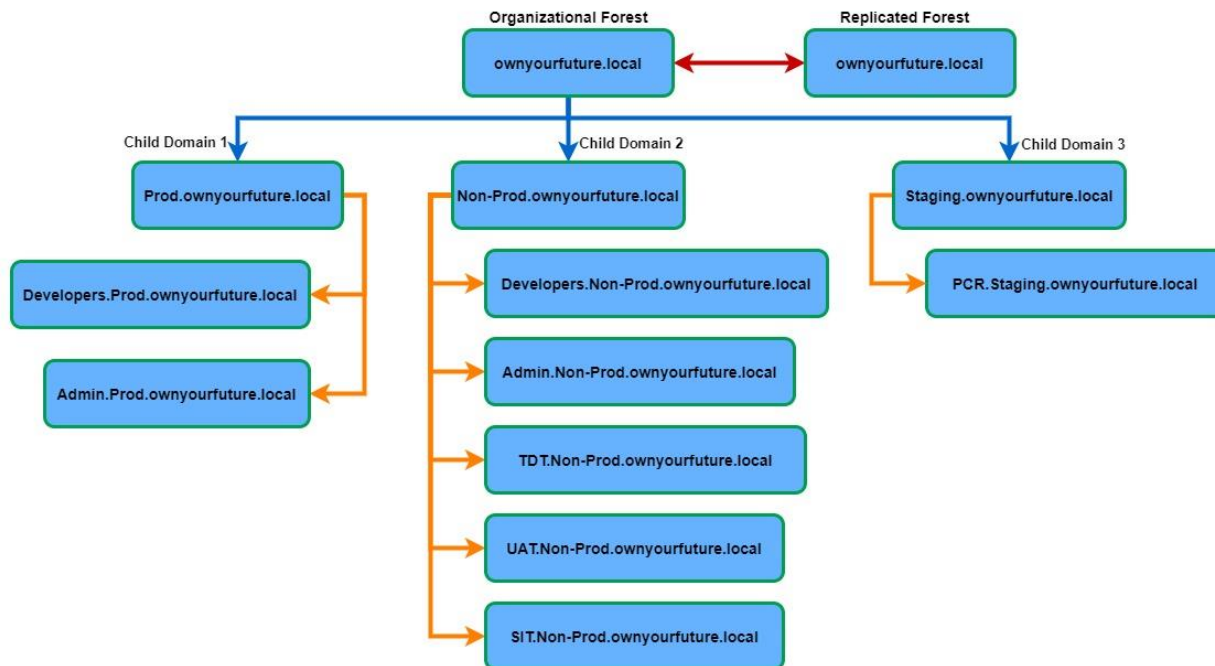 Organizational Forest
Replicated Forest
ownyourfuture.local
ownyourfuture.local
Child Domain 1
Child Domain 2
Child Domain 3
Prod.ownyourfuture.local
Non-Prod.ownyourfuture.local
Staging.ownyourfuture.local
Developers.Prod.ownyourfuture.local
Developers.Non-Prod.ownyourfuture.local
PCR.Staging.ownyourfuture.local
Admin.Prod.ownyourfuture.local
Admin.Non-Prod.ownyourfuture.local
TDT.Non-Prod.ownyourfuture.local
UAT.Non-Prod.ownyourfuture.local
SIT.Non-Prod.ownyourfuture.local